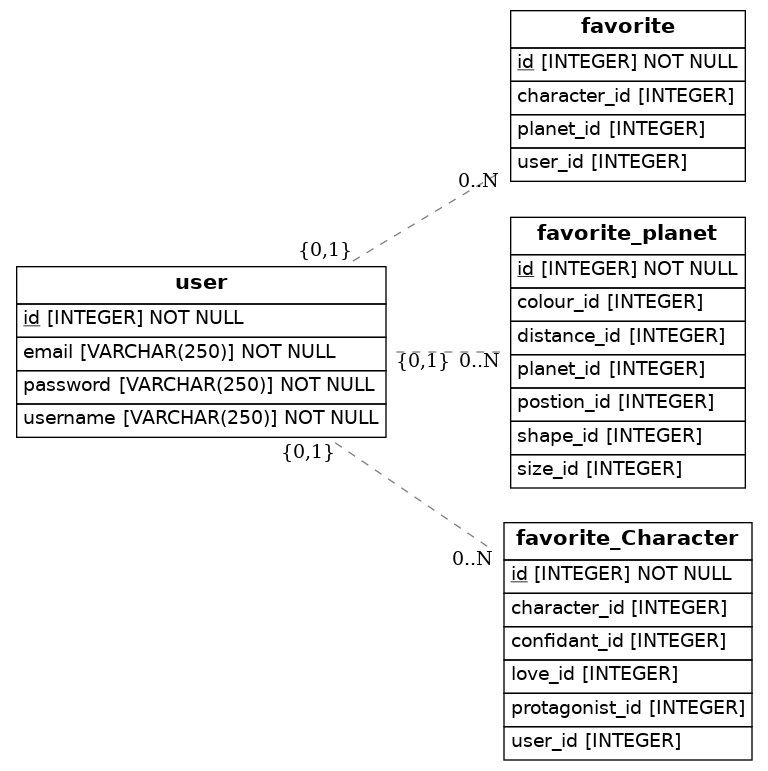 favorite
id [INTEGER] NOT NULL
character_id [INTEGER]
planet_id [INTEGER]
user_id [INTEGER]
0..N
{0,1}
favorite_planet
id [INTEGER] NOT NULL
colour_id [INTEGER]
distance_id [INTEGER]
planet_id [INTEGER]
postion_id [INTEGER]
shape_id [INTEGER]
size_id [INTEGER]
{0,1} 0..N
user
id [INTEGER] NOT NULL
email [VARCHAR(250)] NOT NULL
password [VARCHAR(250)] NOT NULL
username [VARCHAR(250)] NOT NULL
{0,1}
0..N
favorite_Character
id [INTEGER] NOT NULL
character_id [INTEGER]
confidant_id [INTEGER]
love_id [INTEGER]
protagonist_id [INTEGER]
user_id [INTEGER]